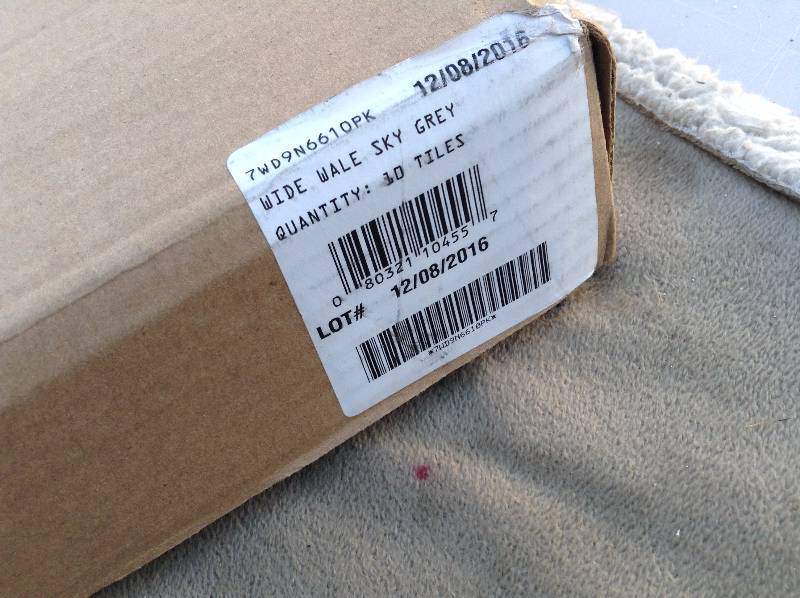 7WD9N6610PK 12/08/2016
WIDE WALE SKY GREY
QUANTITY: 10 TILES
0 80321 10455 7
LOT# 12/08/2016
*7WD9N6610PK*